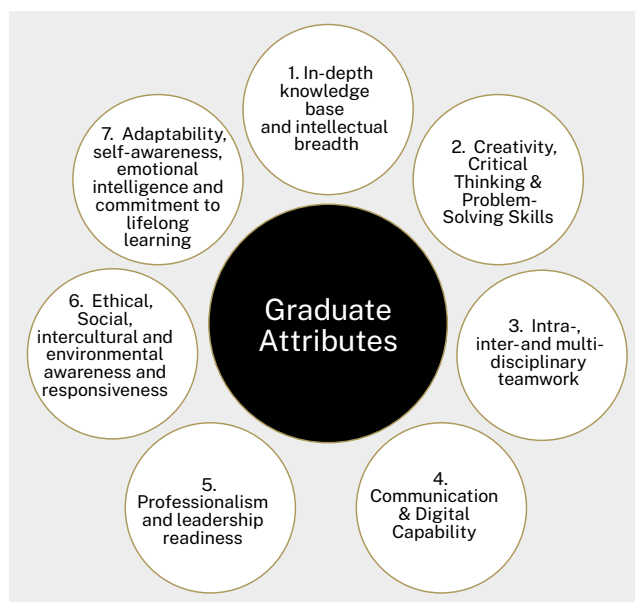 1. In-depth
knowledge
base
and intellectual
breadth
2. Creativity,
Critical
Thinking &
Problem-
Solving Skills
3. Intra-,
inter-and multi-
disciplinary
teamwork
4.
Communication
& Digital
Capability
5.
Professionalism
and leadership
readiness
6. Ethical,
Social,
intercultural and
environmental
awareness and
responsiveness
7. Adaptability,
self-awareness,
emotional
intelligence and
commitment to
lifelong
learning
Graduate
Attributes